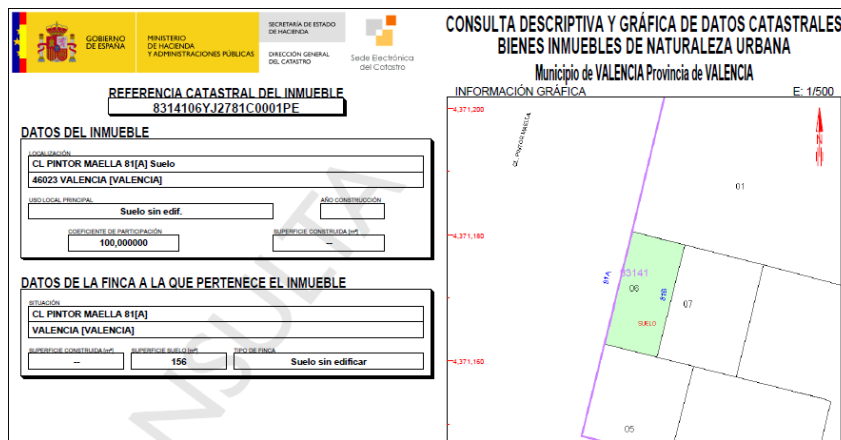 GOBIERNO
DE ESPAÑA
MINISTERIO
DE HACIENDA
Y ADMINISTRACIONES PÚBLICAS
SECRETARÍA DE ESTADO
DE HACIENDA
DIRECCIÓN GENERAL
DEL CATASTRO
Sede Electrónica
del Catastro
REFERENCIA CATASTRAL DEL INMUEBLE
8314106YJ2781C0001PE
DATOS DEL INMUEBLE
LOCALIZACIÓN
CL PINTOR MAELLA 81[A] Suelo
46023 VALENCIA [VALENCIA]
USO LOCAL PRINCIPAL
Suelo sin edif.
AÑO CONSTRUCCIÓN
COEFICIENTE DE PARTICIPACIÓN
100,000000
SUPERFICIE CONSTRUIDA [m²]
--
DATOS DE LA FINCA A LA QUE PERTENECE EL INMUEBLE
SITUACIÓN
CL PINTOR MAELLA 81[A]
VALENCIA [VALENCIA]
SUPERFICIE CONSTRUIDA [m²]
--
SUPERFICIE SUELO [m²]
156
TIPO DE FINCA
Suelo sin edificar
CONSULTA DESCRIPTIVA Y GRÁFICA DE DATOS CATASTRALES
BIENES INMUEBLES DE NATURALEZA URBANA
Municipio de VALENCIA Provincia de VALENCIA
INFORMACIÓN GRÁFICA
E: 1/500
4,371,200
CL PINTOR MAELLA
N
01
4,371,180
81A
83141
06
81B
07
SUELO
4,371,160
05
NSULTA